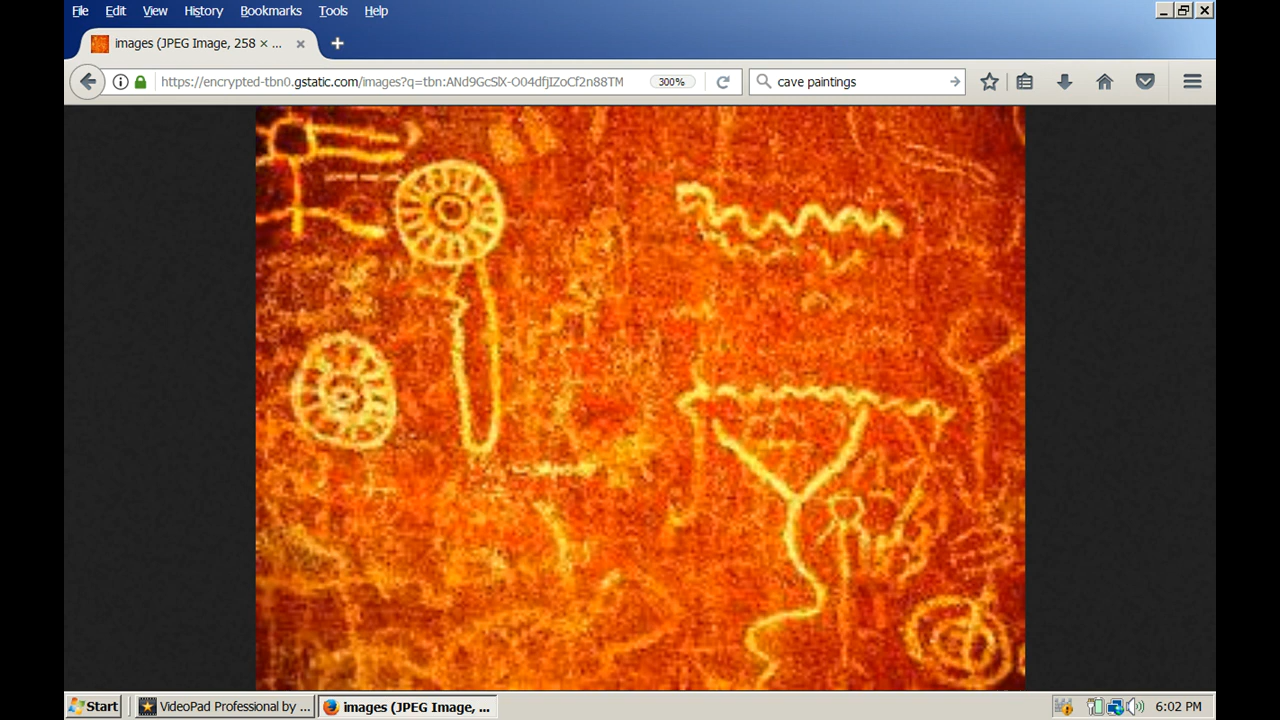 File Edit View History Bookmarks Tools Help
images (JPEG Image, 258 × ...
https://encrypted-tbn0.gstatic.com/images?q=tbn:ANd9GcSlX-O04dfjJZoCf2n88TM 300% cave paintings
Start VideoPad Professional by ... images (JPEG Image, ... 6:02 PM